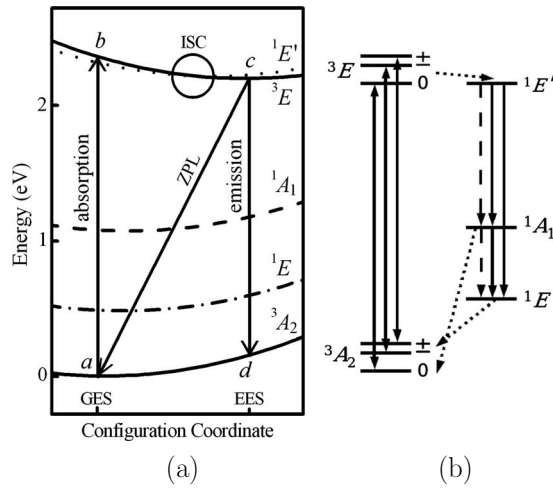 b
ISC
c
¹E'
³E
2
absorption
ZPL
emission
¹A₁
Energy (eV)
1
¹E
³A₂
a
d
0
GES
EES
Configuration Coordinate
(a)
³E
±
0
¹E'
¹A₁
¹E
³A₂
±
0
(b)